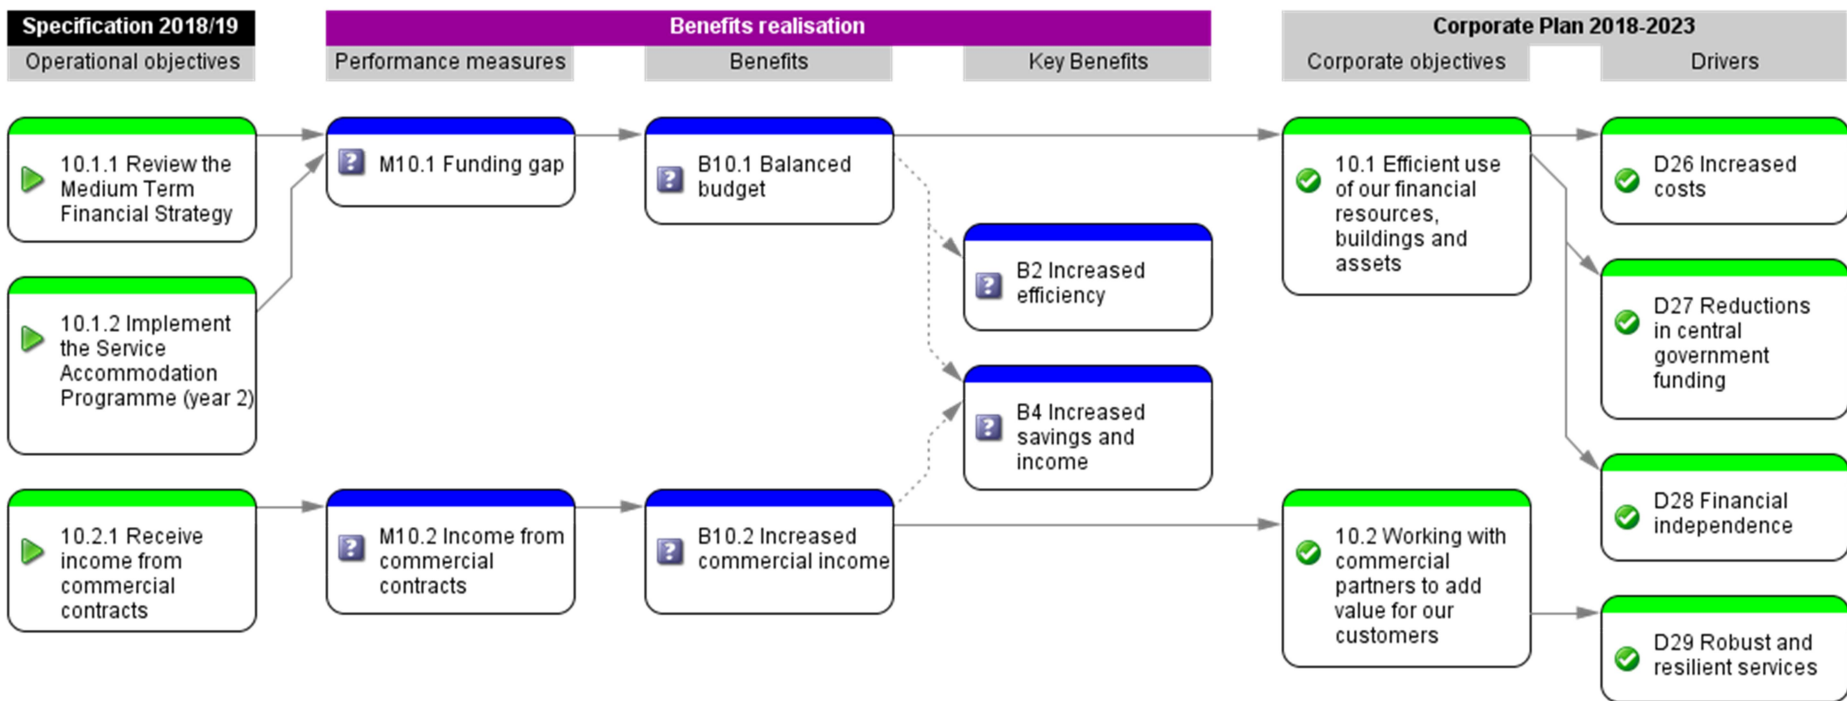 Specification 2018/19
Benefits realisation
Corporate Plan 2018-2023
Operational objectives
Performance measures
Benefits
Key Benefits
Corporate objectives
Drivers
10.1.1 Review the
Medium Term
Financial Strategy
10.1.2 Implement
the Service
Accommodation
Programme (year 2)
10.2.1 Receive
income from
commercial
contracts
M10.1 Funding gap
M10.2 Income from
commercial
contracts
B10.1 Balanced
budget
B10.2 Increased
commercial income
B2 Increased
efficiency
B4 Increased
savings and
income
10.1 Efficient use
of our financial
resources,
buildings and
assets
10.2 Working with
commercial
partners to add
value for our
customers
D26 Increased
costs
D27 Reductions
in central
government
funding
D28 Financial
independence
D29 Robust and
resilient services